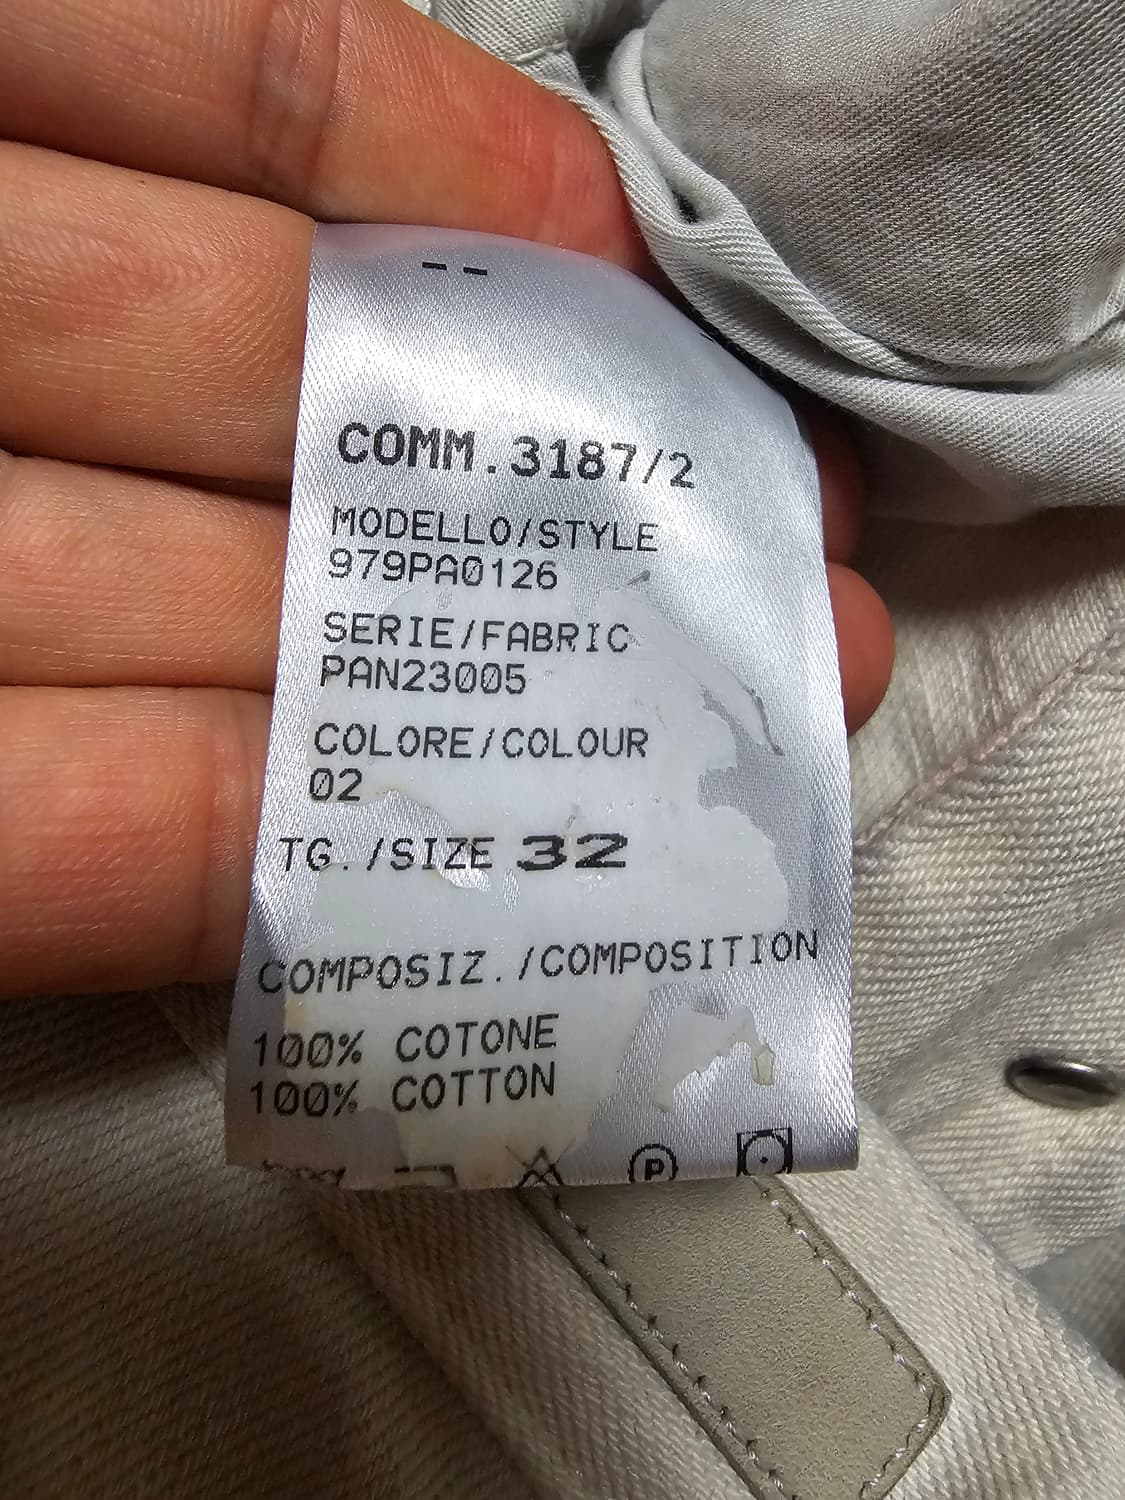 --
COMM.3187/2
MODELLO/STYLE
979PA0126
SERIE/FABRIC
PAN23005
COLORE/COLOUR
02
TG./SIZE 32
COMPOSIZ./COMPOSITION
100% COTONE
100% COTTON
P